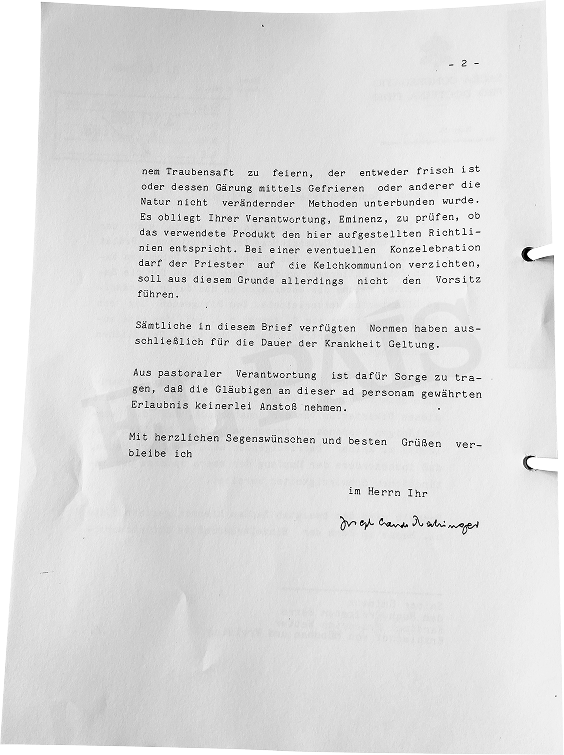 - 2 -
nem Traubensaft zu feiern, der entweder frisch ist
oder dessen Gärung mittels Gefrieren oder anderer die
Natur nicht verändernder Methoden unterbunden wurde.
Es obliegt Ihrer Verantwortung, Eminenz, zu prüfen, ob
das verwendete Produkt den hier aufgestellten Richtli-
nien entspricht. Bei einer eventuellen Konzelebration
darf der Priester auf die Kelchkommunion verzichten,
soll aus diesem Grunde allerdings nicht den Vorsitz
führen.
Sämtliche in diesem Brief verfügten Normen haben aus-
schließlich für die Dauer der Krankheit Geltung.
Aus pastoraler Verantwortung ist dafür Sorge zu tra-
gen, daß die Gläubigen an dieser ad personam gewährten
Erlaubnis keinerlei Anstoß nehmen.
Mit herzlichen Segenswünschen und besten Grüßen ver-
bleibe ich
im Herrn Ihr